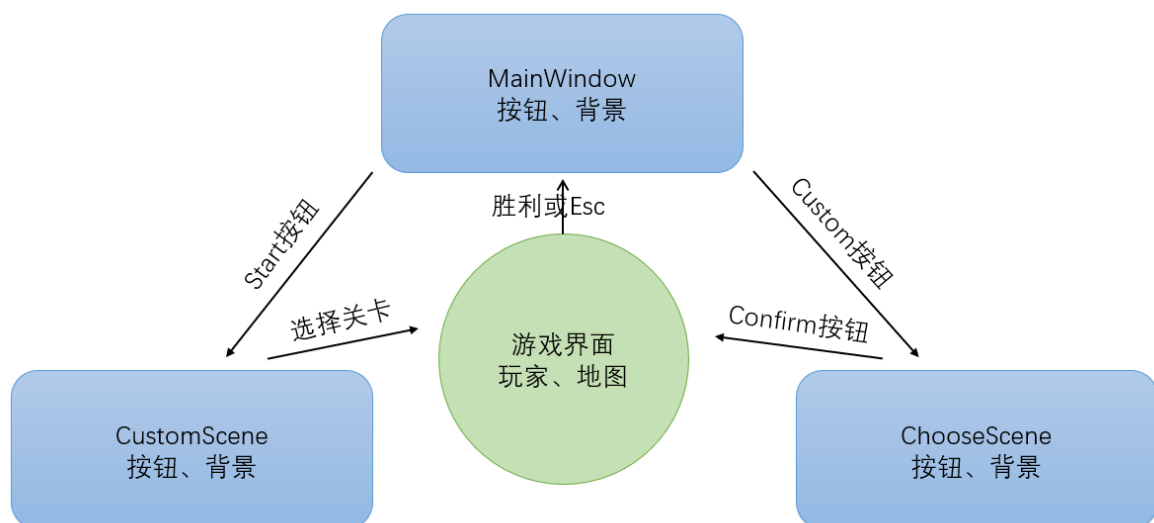 MainWindow
按钮、背景
Start按钮
胜利或Esc
Custom按钮
选择关卡
Confirm按钮
游戏界面
玩家、地图
CustomScene
按钮、背景
ChooseScene
按钮、背景